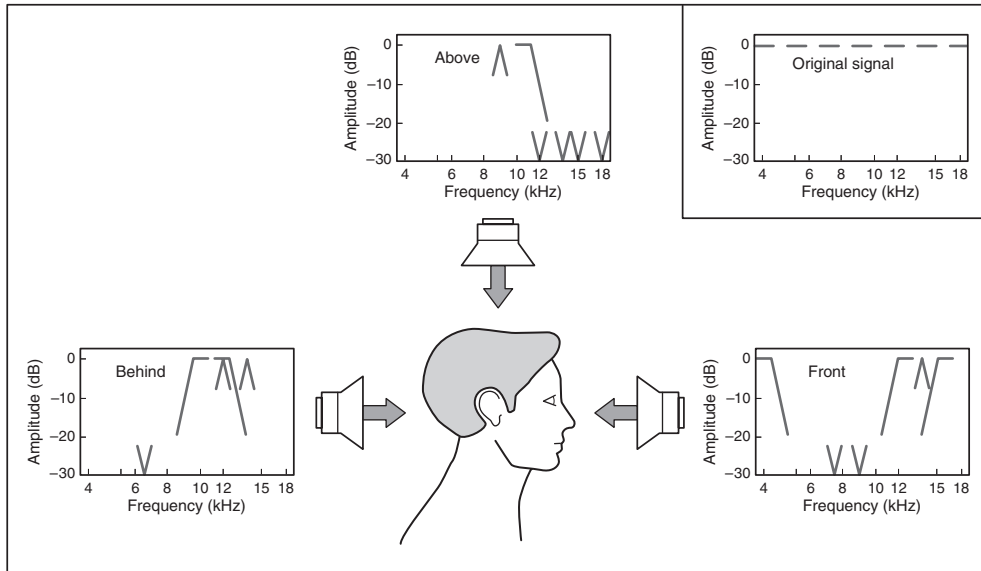 Above
Amplitude (dB)
0
−10
−20
−30
4 6 8 10 12 15 18
Frequency (kHz)
Original signal
Amplitude (dB)
0
−10
−20
−30
4 6 8 10 12 15 18
Frequency (kHz)
Behind
Amplitude (dB)
0
−10
−20
−30
4 6 8 10 12 15 18
Frequency (kHz)
Front
Amplitude (dB)
0
−10
−20
−30
4 6 8 10 12 15 18
Frequency (kHz)